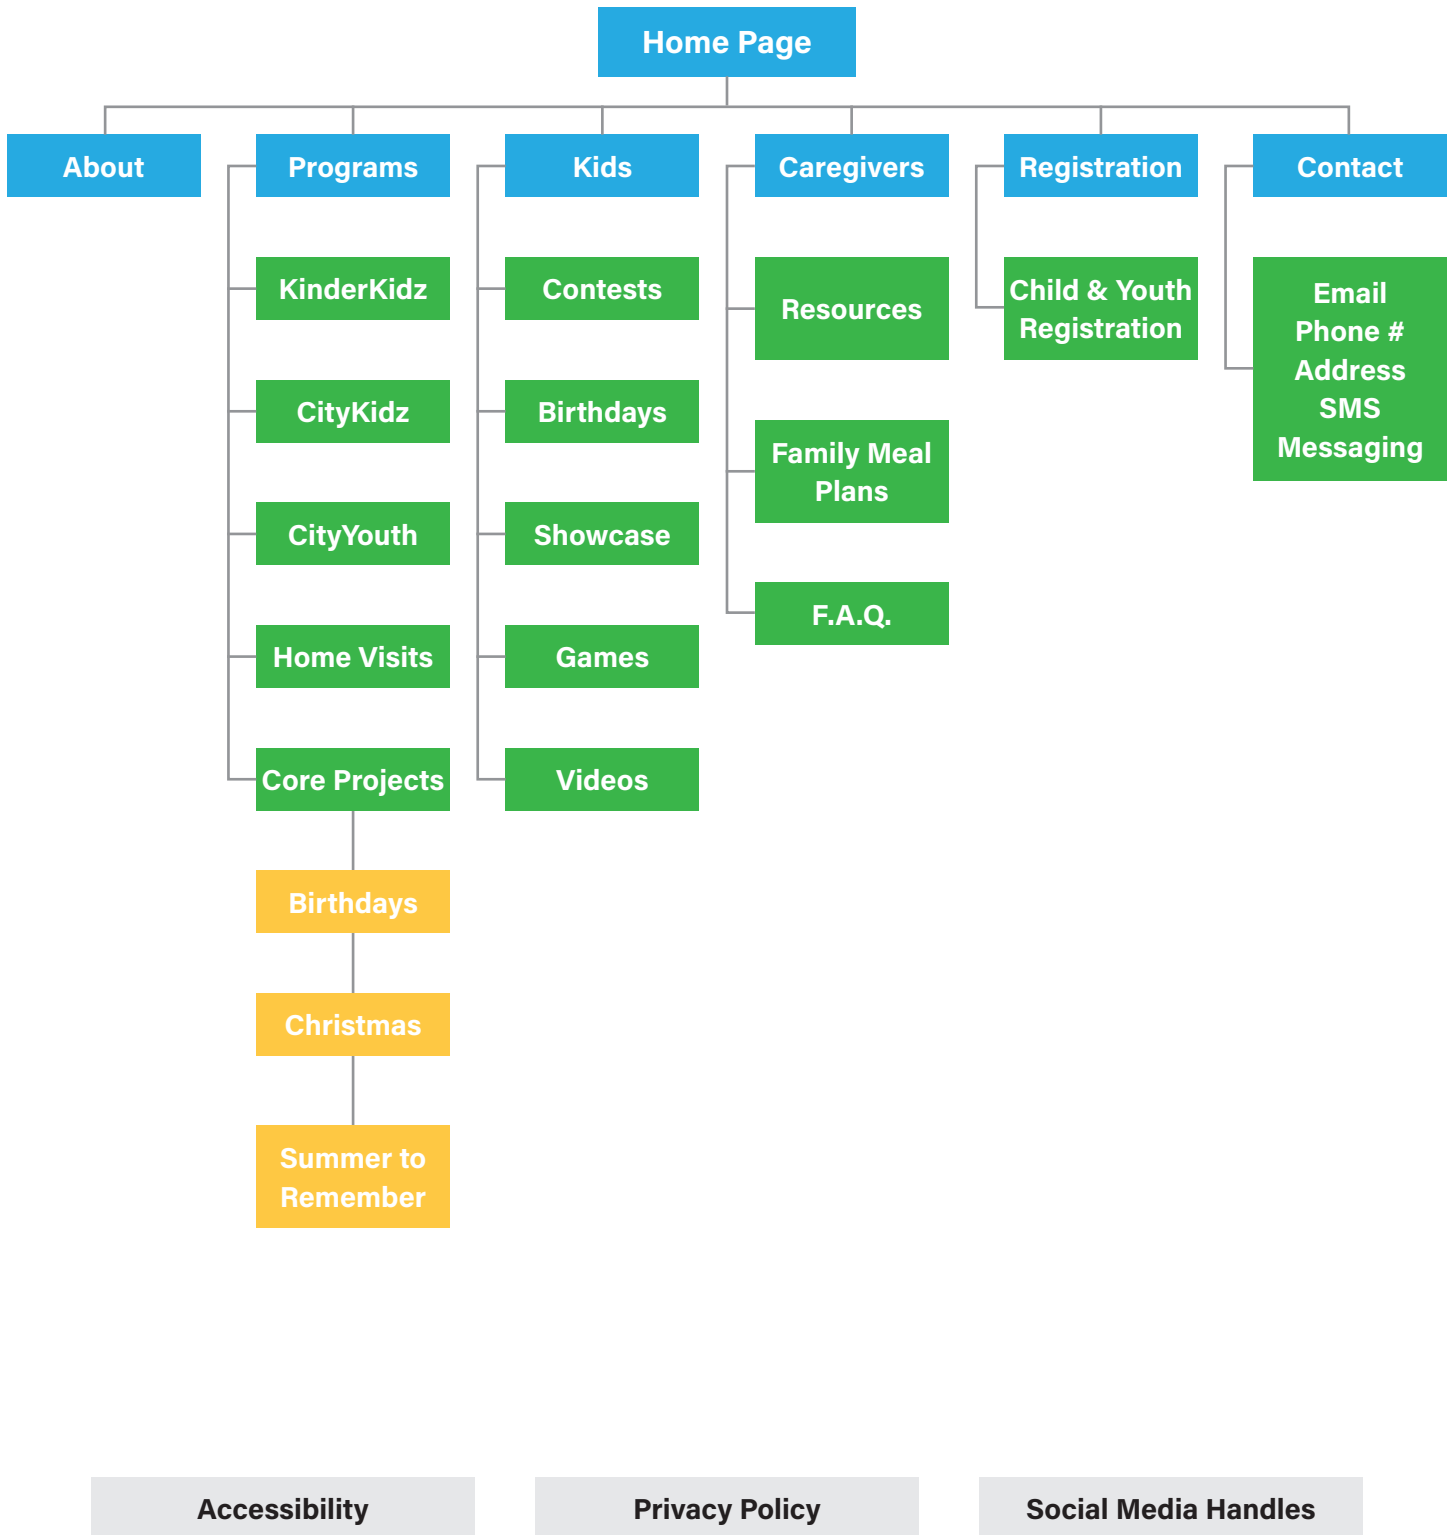 Home Page
About
Programs
Kids
Caregivers
Registration
Contact
KinderKidz
CityKidz
CityYouth
Home Visits
Core Projects
Birthdays
Christmas
Summer to
Remember
Contests
Birthdays
Showcase
Games
Videos
Resources
Family Meal
Plans
F.A.Q.
Child & Youth
Registration
Email
Phone #
Address
SMS
Messaging
Accessibility
Privacy Policy
Social Media Handles